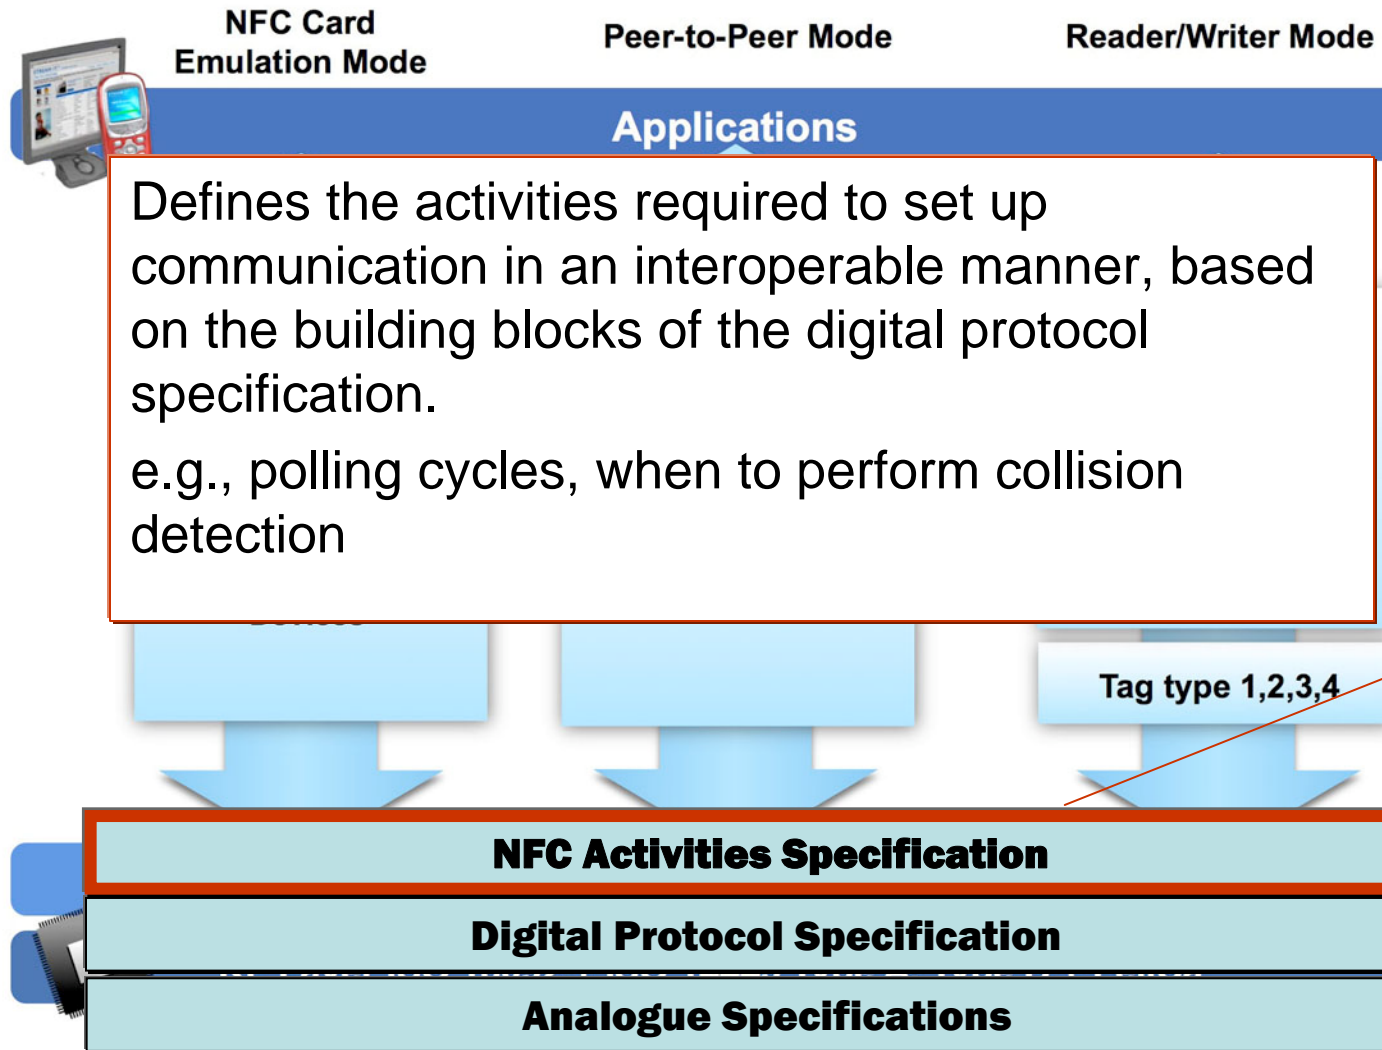 NFC Card
Emulation Mode
Peer-to-Peer Mode
Reader/Writer Mode
Applications
Defines the activities required to set up
communication in an interoperable manner, based
on the building blocks of the digital protocol
specification.
e.g., polling cycles, when to perform collision
detection
Tag type 1,2,3,4
NFC Activities Specification
Digital Protocol Specification
Analogue Specifications